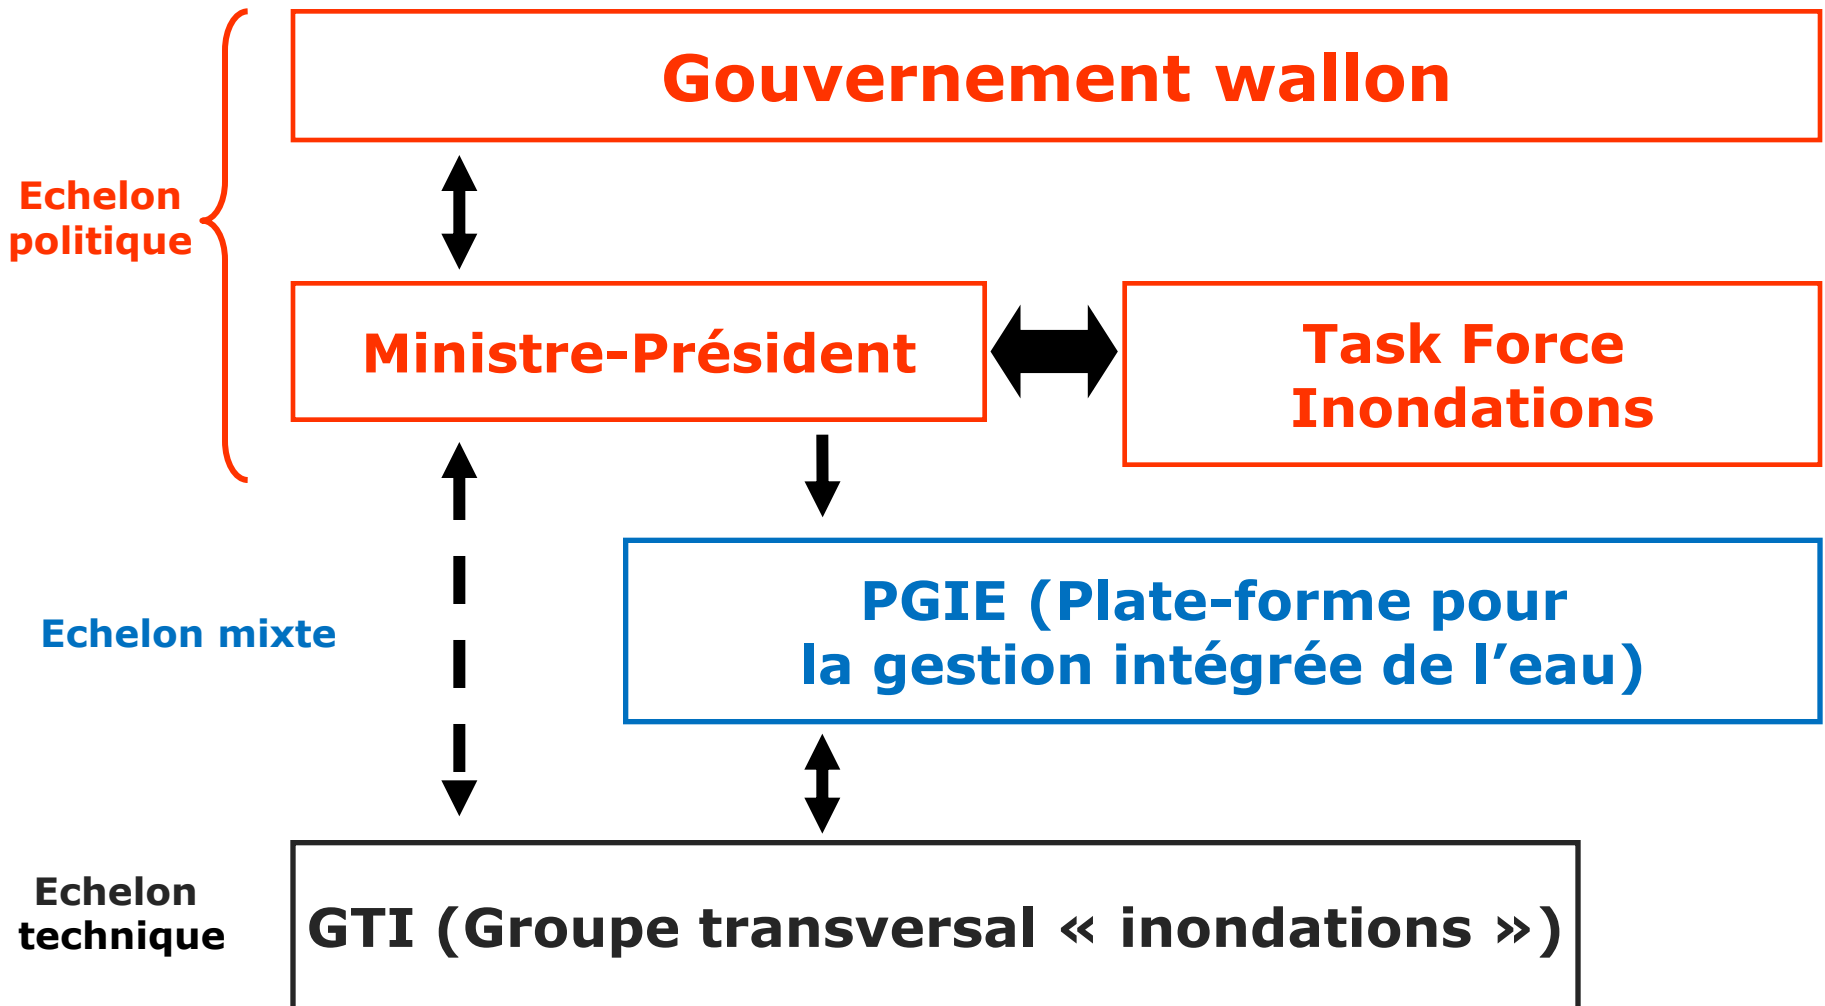 Gouvernement wallon
Echelon
politique
Ministre-Président
Task Force
Inondations
Echelon mixte
PGIE (Plate-forme pour
la gestion intégrée de l’eau)
Echelon
technique
GTI (Groupe transversal « inondations »)